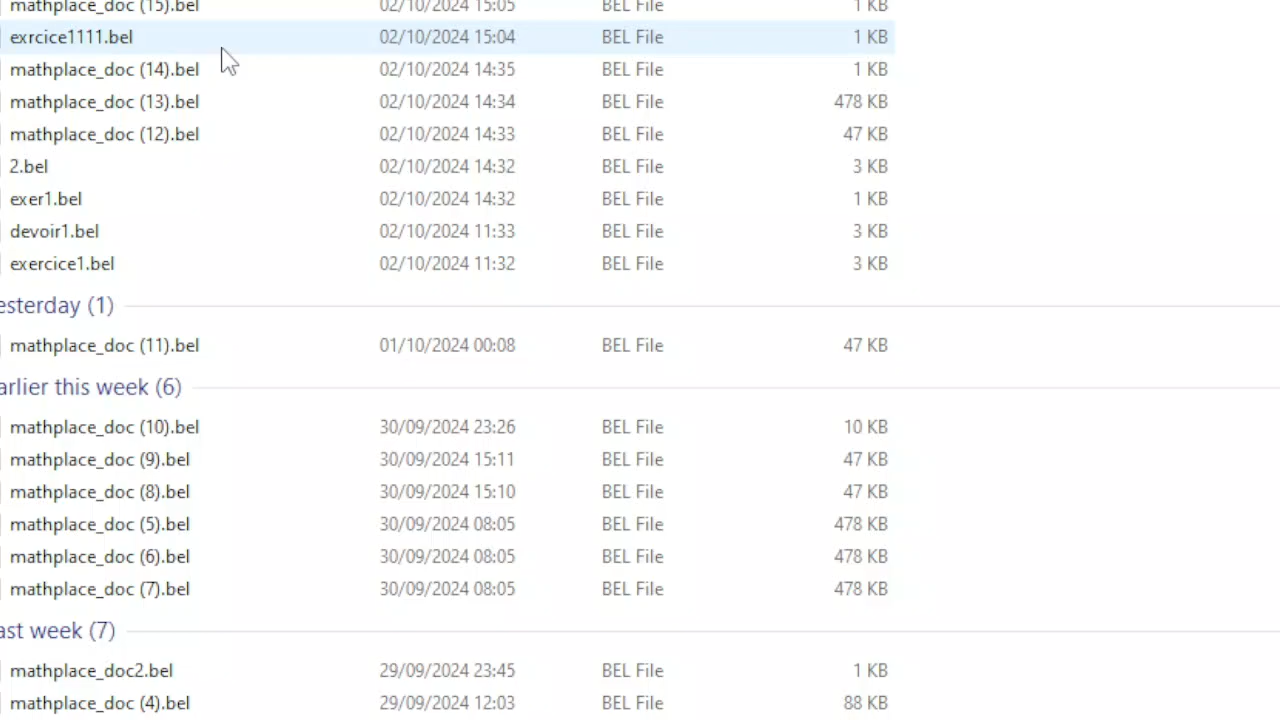 mathplace_doc (15).bel 02/10/2024 15:05 BEL File 1 KB
exrcice1111.bel 02/10/2024 15:04 BEL File 1 KB
mathplace_doc (14).bel 02/10/2024 14:35 BEL File 1 KB
mathplace_doc (13).bel 02/10/2024 14:34 BEL File 478 KB
mathplace_doc (12).bel 02/10/2024 14:33 BEL File 47 KB
2.bel 02/10/2024 14:32 BEL File 3 KB
exer1.bel 02/10/2024 14:32 BEL File 1 KB
devoir1.bel 02/10/2024 11:33 BEL File 3 KB
exercice1.bel 02/10/2024 11:32 BEL File 3 KB
esterday (1)
mathplace_doc (11).bel 01/10/2024 00:08 BEL File 47 KB
arlier this week (6)
mathplace_doc (10).bel 30/09/2024 23:26 BEL File 10 KB
mathplace_doc (9).bel 30/09/2024 15:11 BEL File 47 KB
mathplace_doc (8).bel 30/09/2024 15:10 BEL File 47 KB
mathplace_doc (5).bel 30/09/2024 08:05 BEL File 478 KB
mathplace_doc (6).bel 30/09/2024 08:05 BEL File 478 KB
mathplace_doc (7).bel 30/09/2024 08:05 BEL File 478 KB
ast week (7)
mathplace_doc2.bel 29/09/2024 23:45 BEL File 1 KB
mathplace_doc (4).bel 29/09/2024 12:03 BEL File 88 KB